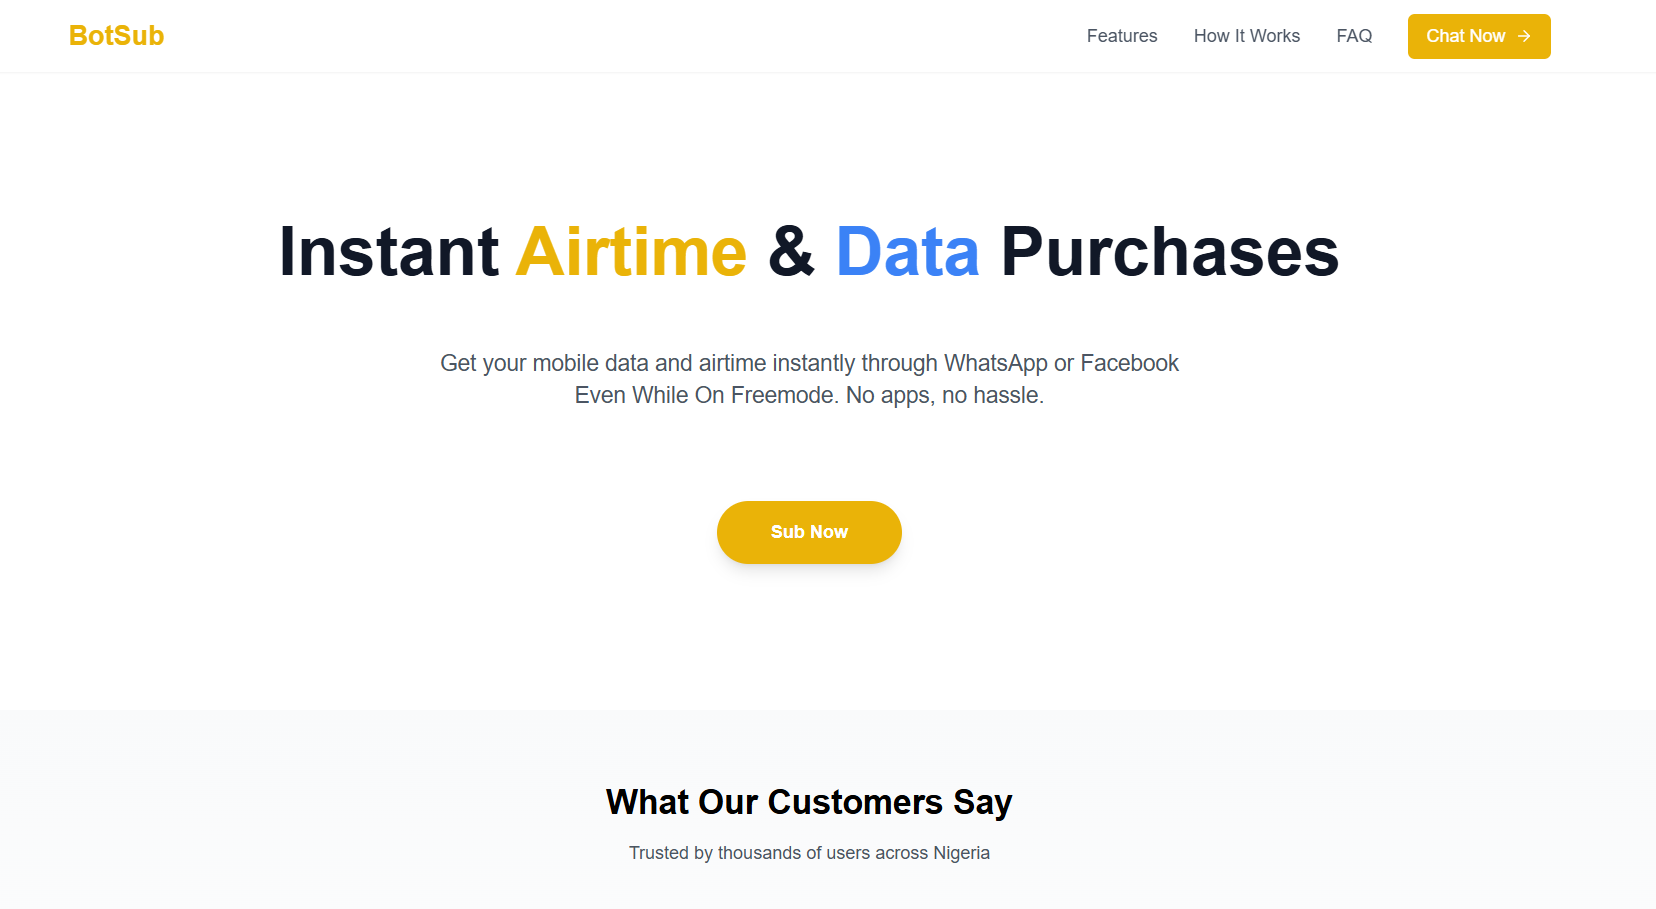 BotSub
Features
How It Works
FAQ
Chat Now
Instant Airtime & Data Purchases
Get your mobile data and airtime instantly through WhatsApp or Facebook
Even While On Freemode. No apps, no hassle.
Sub Now
What Our Customers Say
Trusted by thousands of users across Nigeria